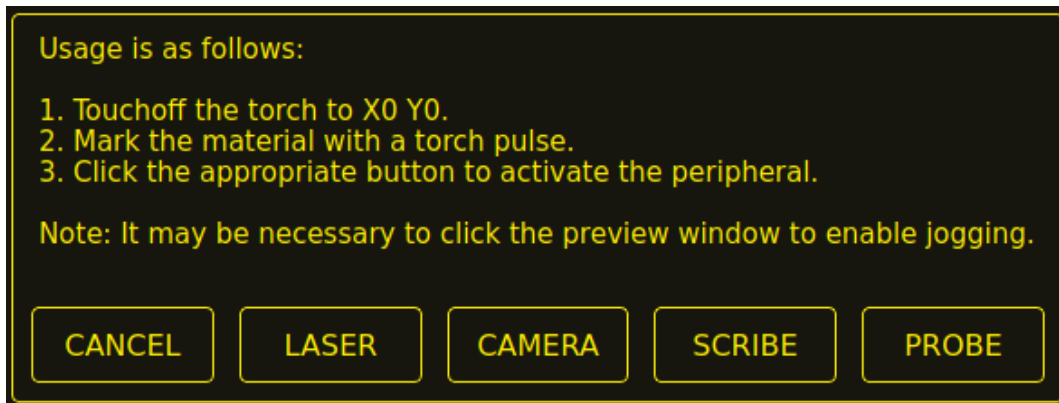 Usage is as follows:
1. Touchoff the torch to X0 Y0.
2. Mark the material with a torch pulse.
3. Click the appropriate button to activate the peripheral.
Note: It may be necessary to click the preview window to enable jogging.
CANCEL LASER CAMERA SCRIBE PROBE